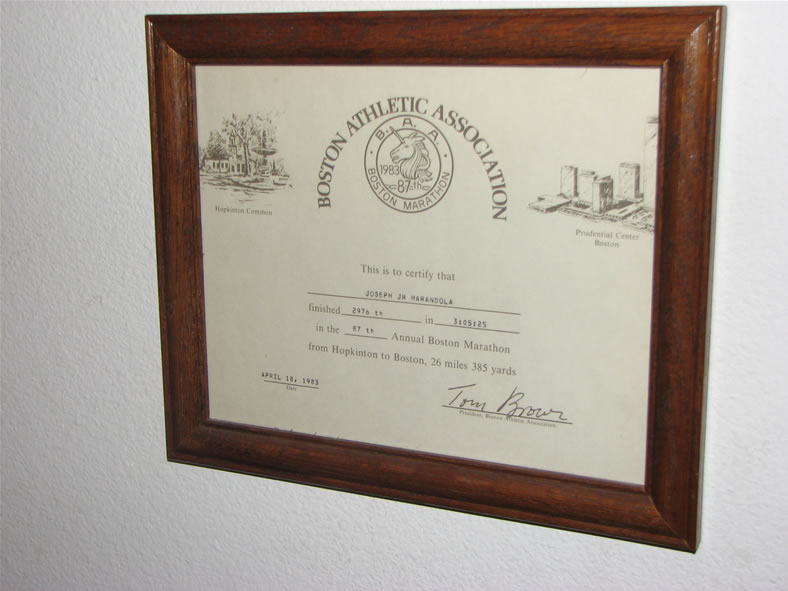 BOSTON ATHLETIC ASSOCIATION
B.A.A.
1983
87th
BOSTON MARATHON
Hopkinton Common
Prudential Center
Boston
This is to certify that
JOSEPH JR MARANDOLA
finished 2976 th in 3:05:25
in the 87 th Annual Boston Marathon
from Hopkinton to Boston, 26 miles 385 yards
APRIL 18, 1983
Date
Tom Brown
President, Boston Athletic Association